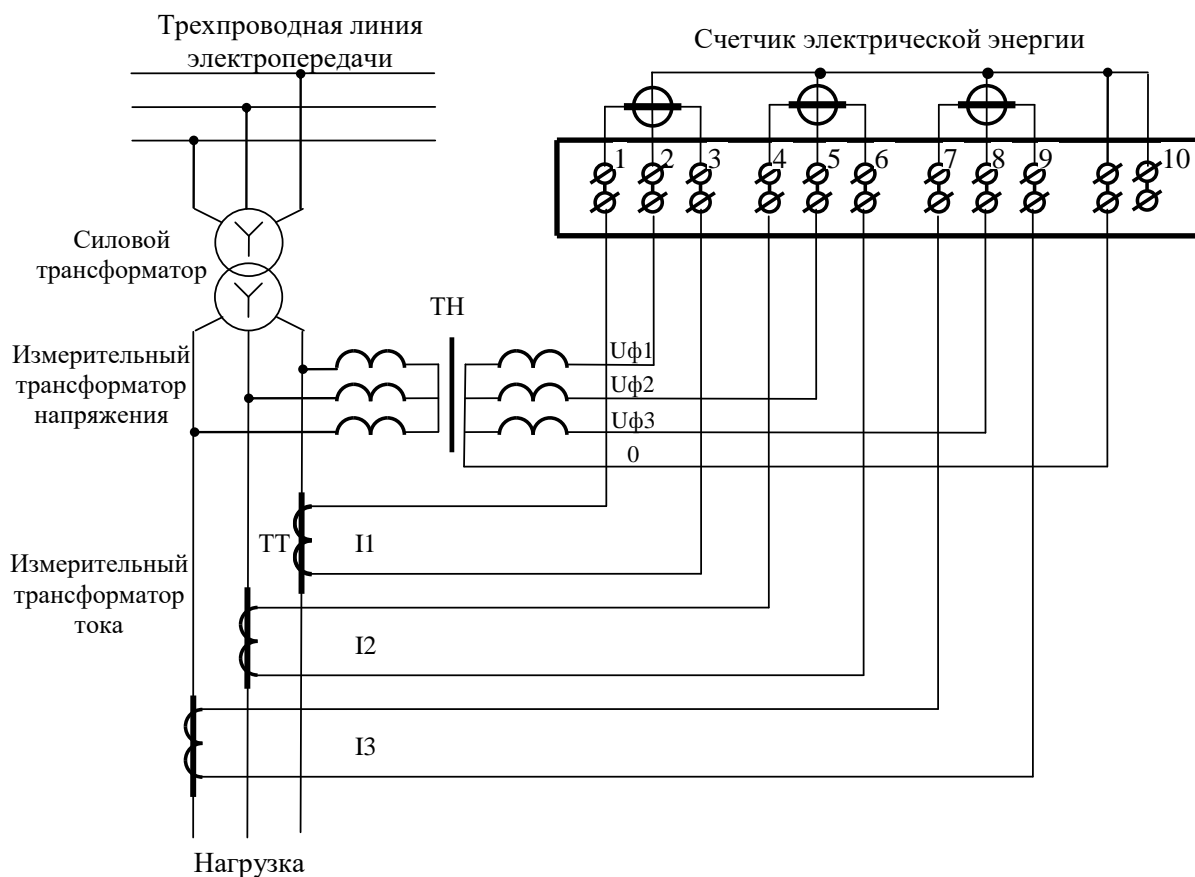 Трехпроводная линия
электропередачи
Счетчик электрической энергии
1 2 3 4 5 6 7 8 9 10
Силовой
трансформатор
ТН
Измерительный
трансформатор
напряжения
Uф1
Uф2
Uф3
0
ТТ
I1
Измерительный
трансформатор
тока
I2
I3
Нагрузка